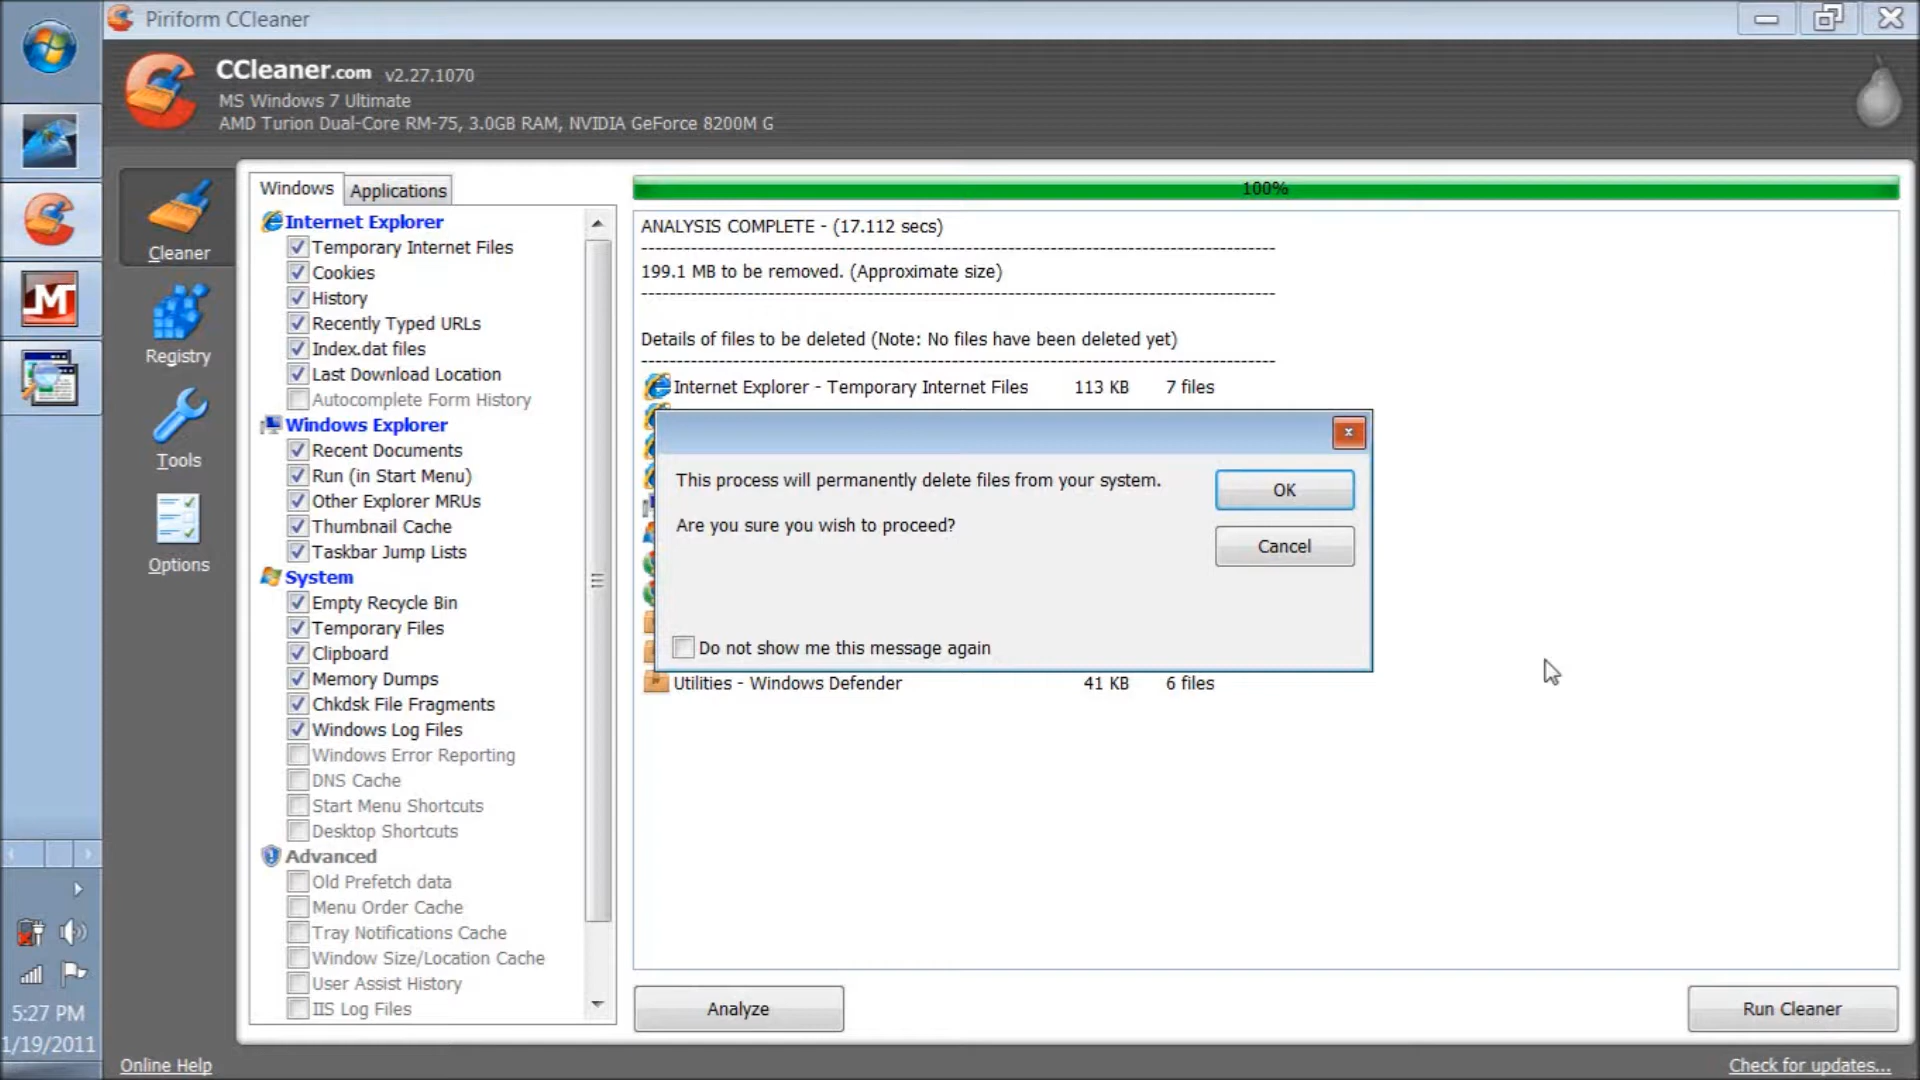 Piriform CCleaner
CCleaner.com v2.27.1070
MS Windows 7 Ultimate
AMD Turion Dual-Core RM-75, 3.0GB RAM, NVIDIA GeForce 8200M G
Cleaner
Registry
Tools
Options
Windows
Applications
Internet Explorer
Temporary Internet Files
Cookies
History
Recently Typed URLs
Index.dat files
Last Download Location
Autocomplete Form History
Windows Explorer
Recent Documents
Run (in Start Menu)
Other Explorer MRUs
Thumbnail Cache
Taskbar Jump Lists
System
Empty Recycle Bin
Temporary Files
Clipboard
Memory Dumps
Chkdsk File Fragments
Windows Log Files
Windows Error Reporting
DNS Cache
Start Menu Shortcuts
Desktop Shortcuts
Advanced
Old Prefetch data
Menu Order Cache
Tray Notifications Cache
Window Size/Location Cache
User Assist History
IIS Log Files
100%
ANALYSIS COMPLETE - (17.112 secs)
------------------------------------------------------------------------------------------
199.1 MB to be removed. (Approximate size)
------------------------------------------------------------------------------------------
Details of files to be deleted (Note: No files have been deleted yet)
------------------------------------------------------------------------------------------
Internet Explorer - Temporary Internet Files 113 KB 7 files
This process will permanently delete files from your system.
Are you sure you wish to proceed?
OK
Cancel
Do not show me this message again
Utilities - Windows Defender 41 KB 6 files
Analyze
Run Cleaner
5:27 PM
1/19/2011
Online Help
Check for updates...